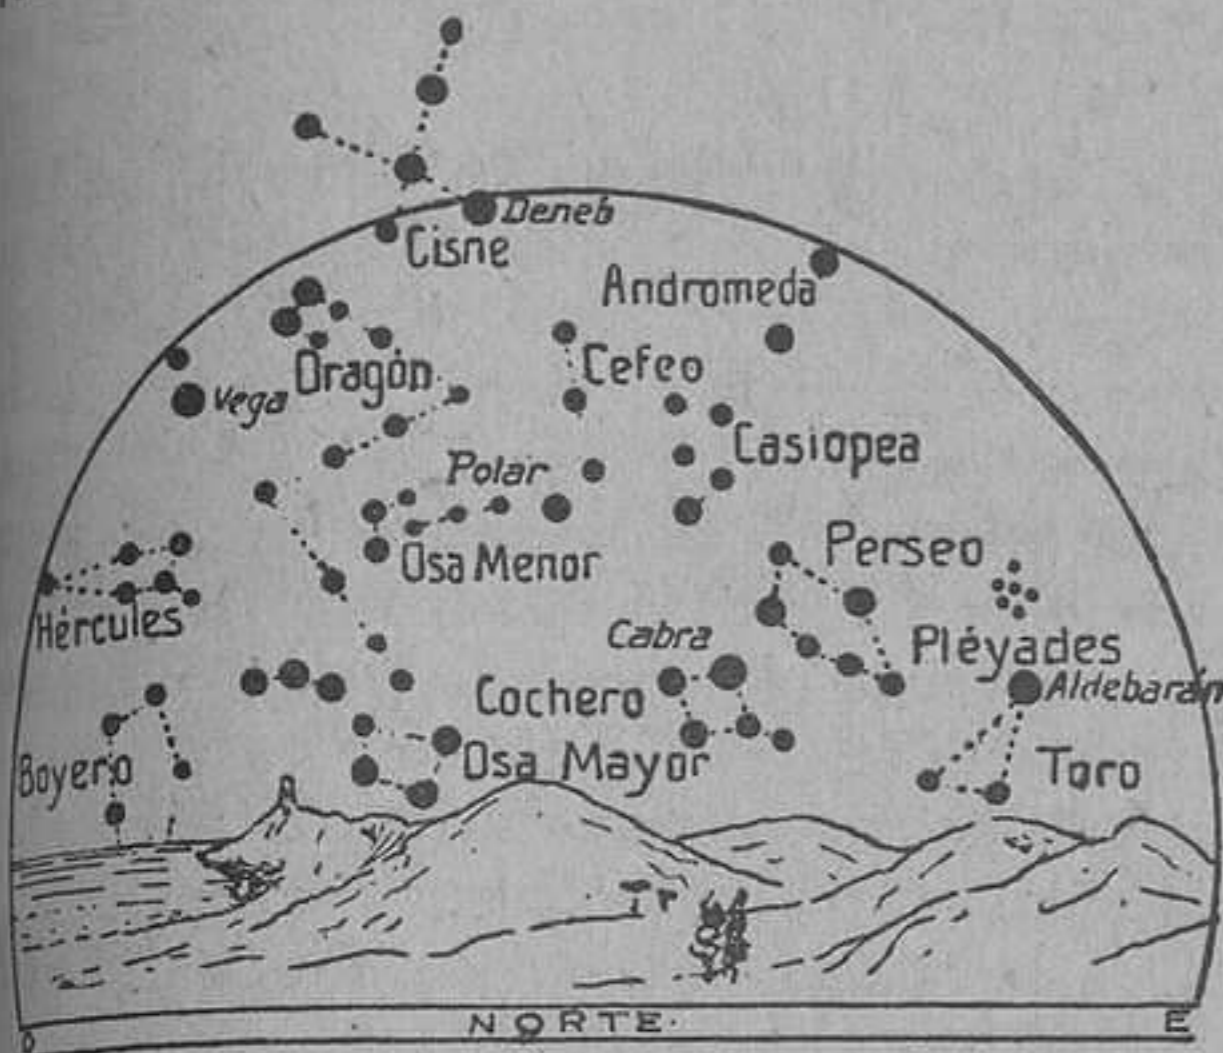 Deneb
Cisne
Andromeda
Cefeo
Dragón
Vega
Casiopea
Polar
Osa Menor
Perseo
Hércules
Cabra
Pléyades
Aldebarán
Cochero
Boyero
Osa Mayor
Toro
O NORTE. E